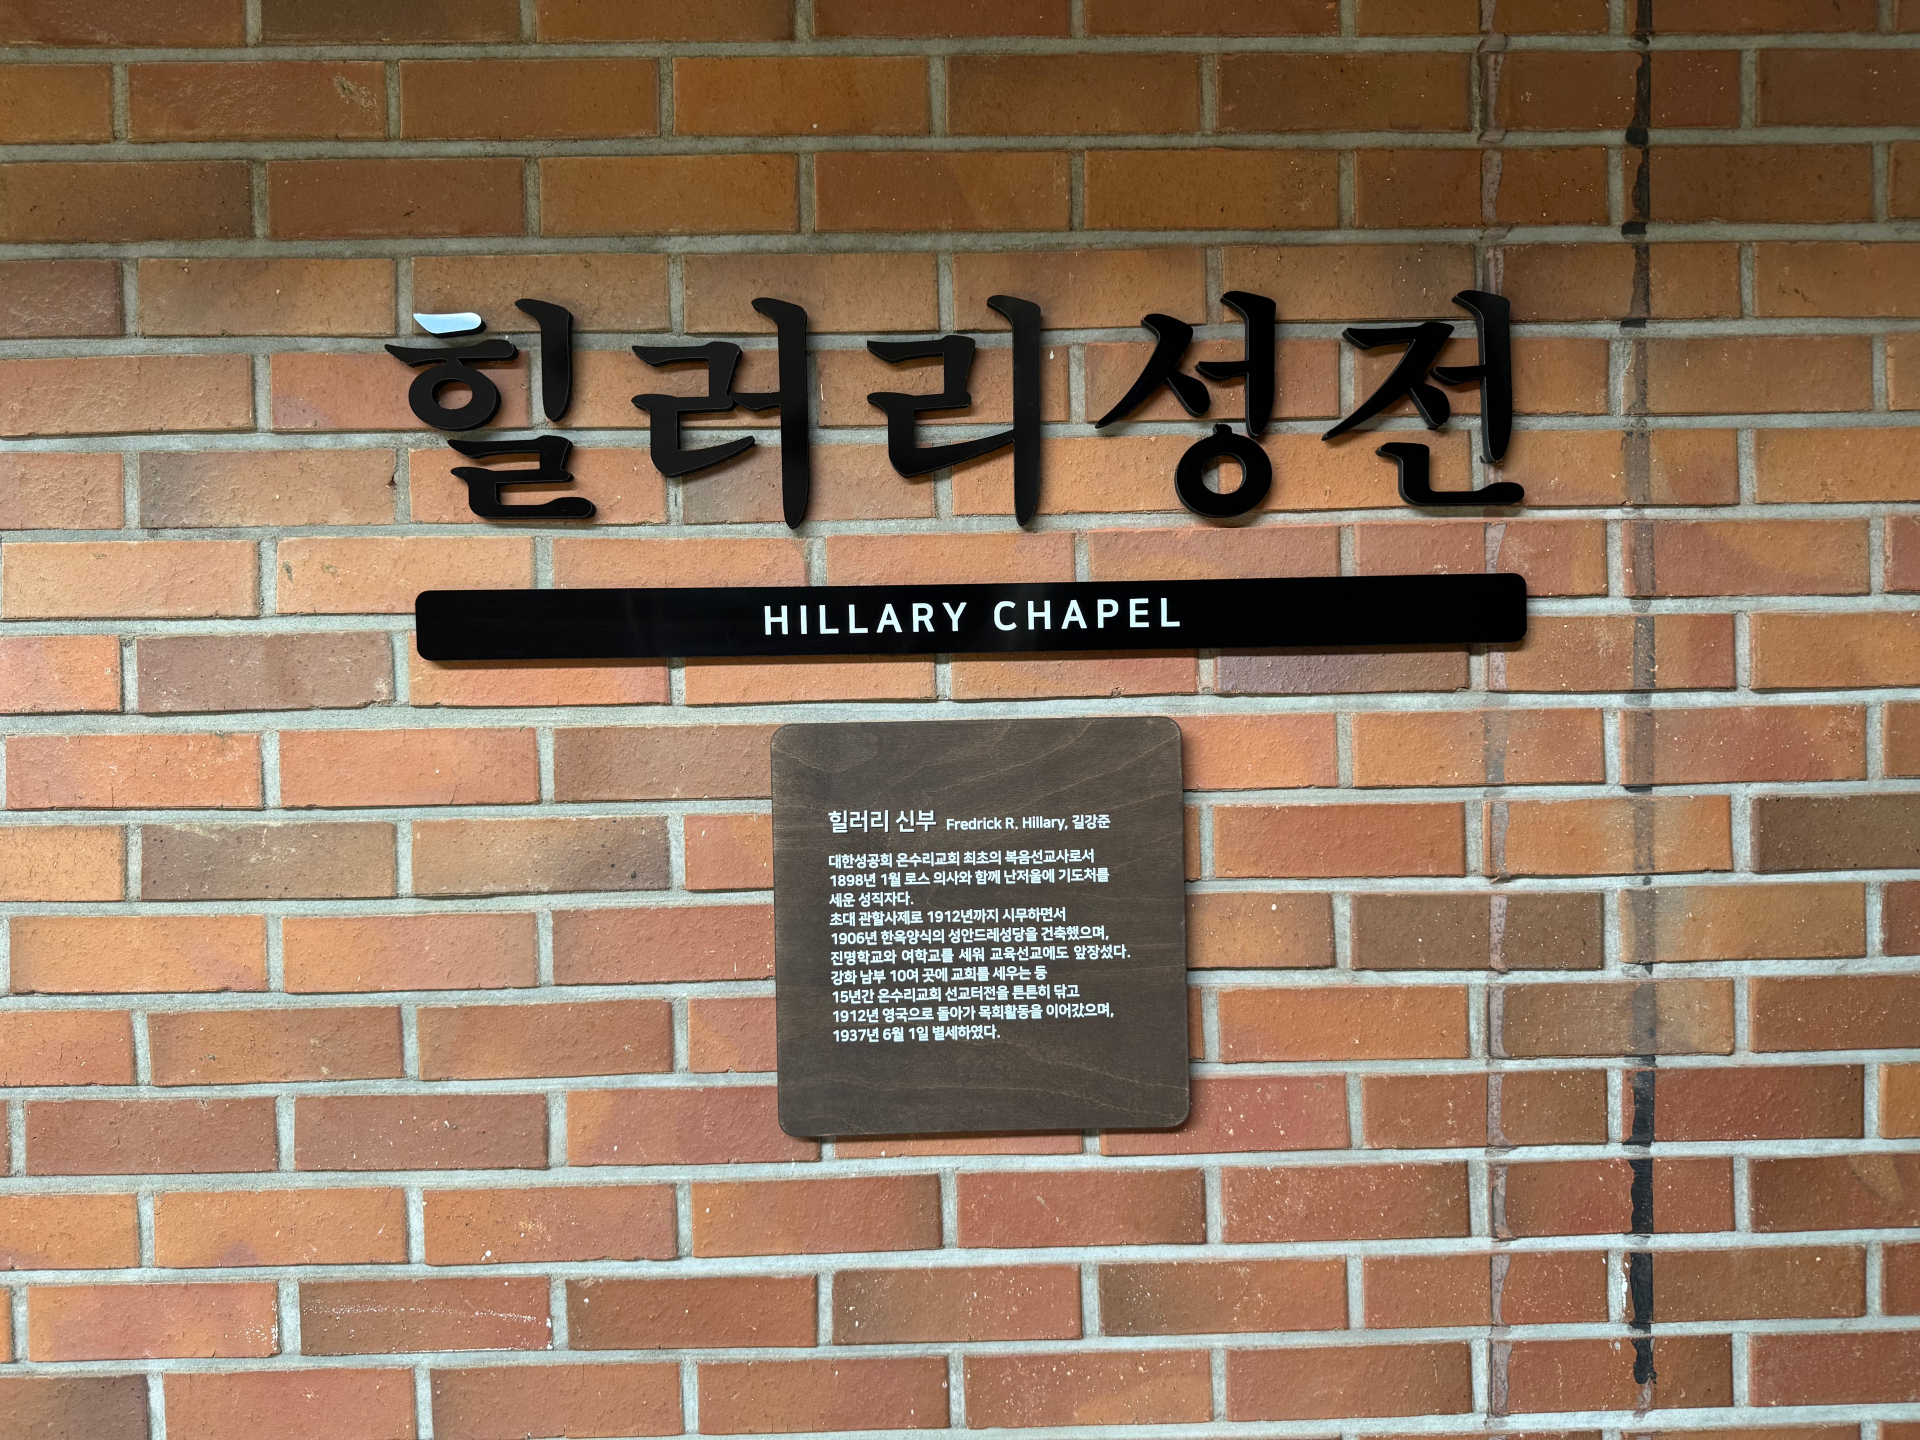 힐러리성전
HILLARY CHAPEL
힐러리 신부 Fredrick R. Hillary, 길강준
대한성공회 온수리교회 최초의 복음선교사로서
1898년 1월 로스 의사와 함께 난저울에 기도처를
세운 성직자다.
초대 관할사제로 1912년까지 시무하면서
1906년 한옥양식의 성안드레성당을 건축했으며,
진명학교와 여학교를 세워 교육선교에도 앞장섰다.
강화 남부 10여 곳에 교회를 세우는 등
15년간 온수리교회 선교터전을 튼튼히 닦고
1912년 영국으로 돌아가 목회활동을 이어갔으며,
1937년 6월 1일 별세하였다.